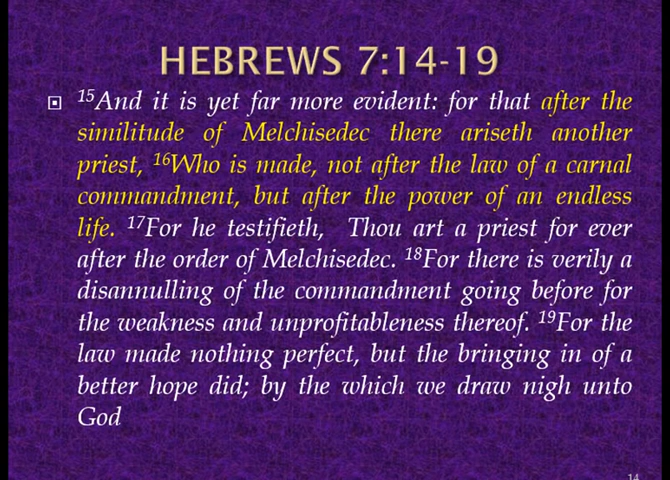 HEBREWS 7:14-19
15And it is yet far more evident: for that after the
similitude of Melchisedec there ariseth another
priest, 16Who is made, not after the law of a carnal
commandment, but after the power of an endless
life. 17For he testifieth, Thou art a priest for ever
after the order of Melchisedec. 18For there is verily a
disannulling of the commandment going before for
the weakness and unprofitableness thereof. 19For the
law made nothing perfect, but the bringing in of a
better hope did; by the which we draw nigh unto
God
14